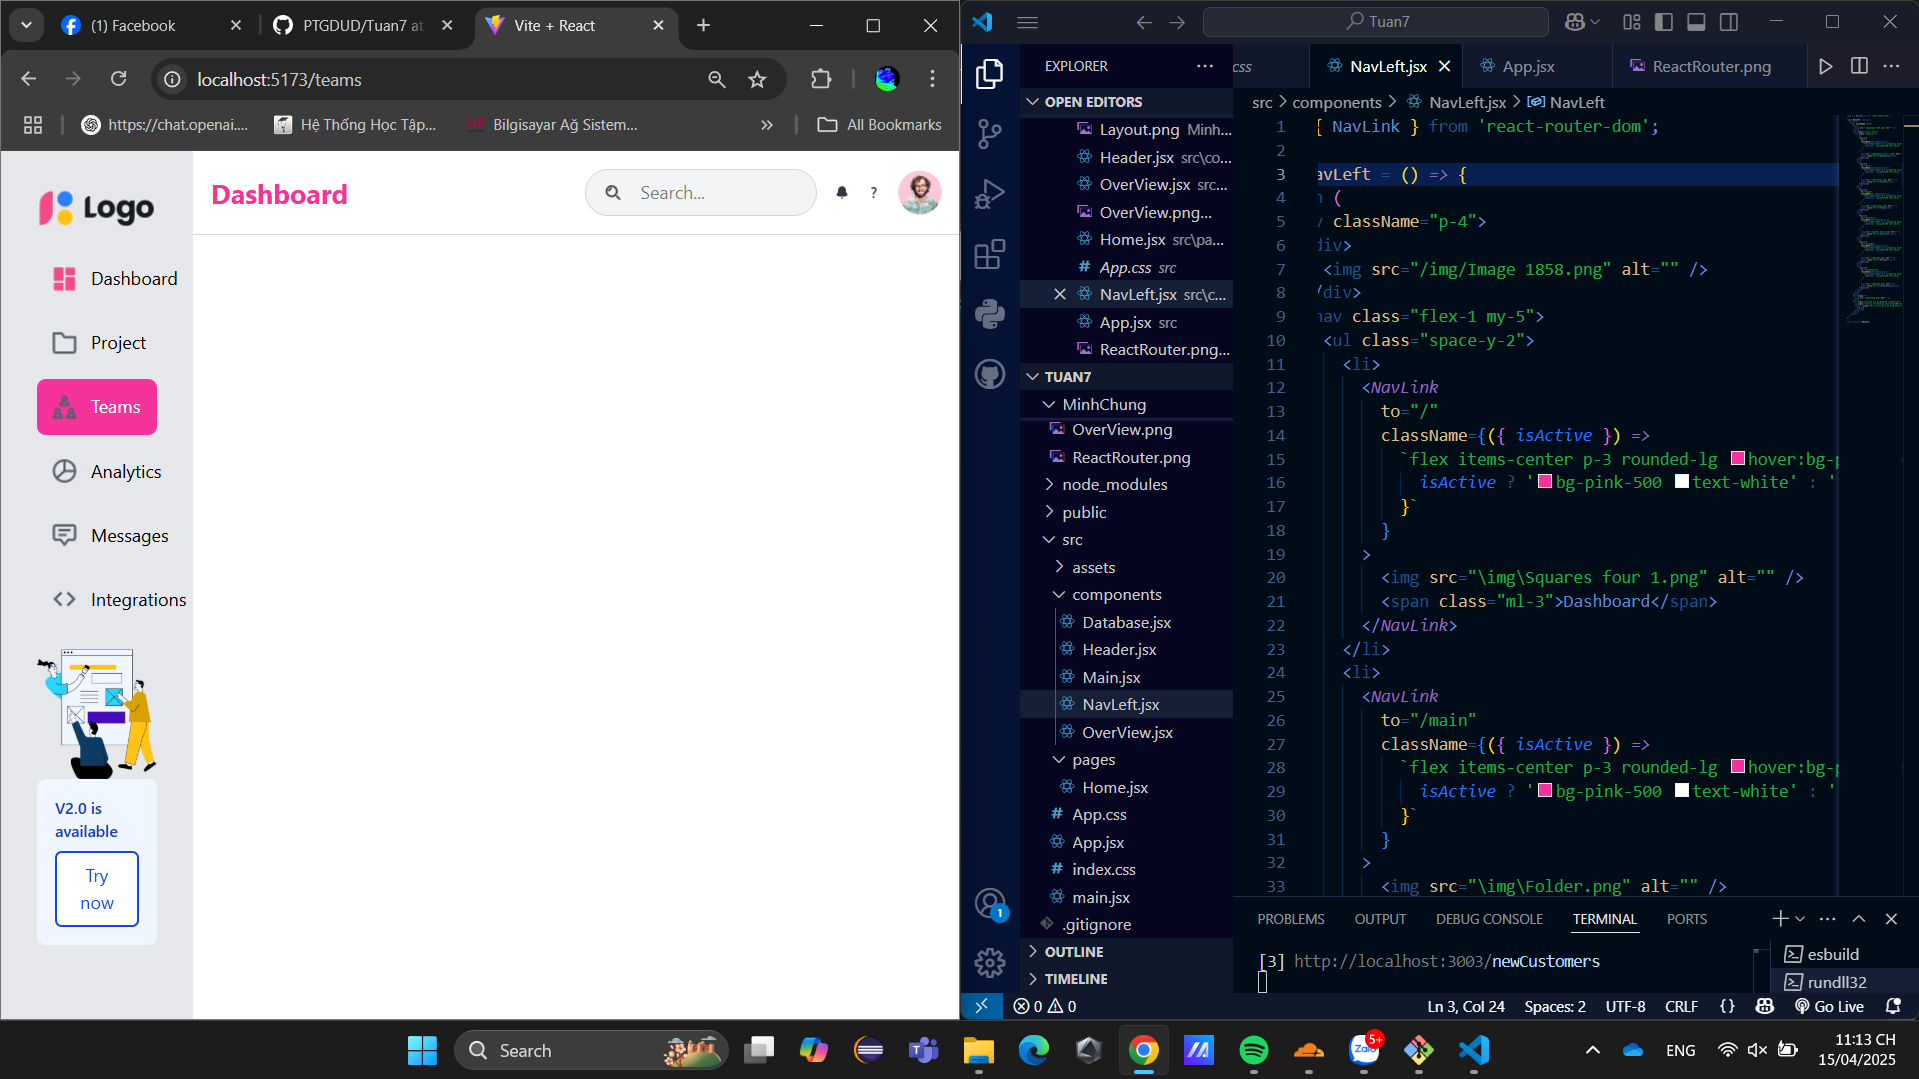 (1) Facebook
PTGDUD/Tuan7 at
Vite + React
localhost:5173/teams
https://chat.openai....
Hệ Thống Học Tập...
Bilgisayar Ağ Sistem...
All Bookmarks
Logo
Dashboard
Project
Teams
Analytics
Messages
Integrations
V2.0 is
available
Try
now
Dashboard
Search...
?
Tuan7
EXPLORER
OPEN EDITORS
Layout.png Minh...
Header.jsx src\co...
OverView.jsx src...
OverView.png...
Home.jsx src\pa...
# App.css src
NavLeft.jsx src\c...
App.jsx src
ReactRouter.png...
TUAN7
MinhChung
OverView.png
ReactRouter.png
node_modules
public
src
assets
components
Database.jsx
Header.jsx
Main.jsx
NavLeft.jsx
OverView.jsx
pages
Home.jsx
# App.css
App.jsx
# index.css
main.jsx
.gitignore
OUTLINE
TIMELINE
css
NavLeft.jsx
App.jsx
ReactRouter.png
src > components > NavLeft.jsx > NavLeft
1 { NavLink } from 'react-router-dom';
2
3 avLeft = () => {
4 n (
5 / className="p-4">
6 div>
7 <img src="/img/Image 1858.png" alt="" />
8 /div>
9 nav class="flex-1 my-5">
10 <ul class="space-y-2">
11 <li>
12 <NavLink
13 to="/"
14 className={({ isActive }) =>
15 `flex items-center p-3 rounded-lg hover:bg-p
16 isActive ? 'bg-pink-500 text-white' : '
17 }`
18 }
19 >
20 <img src="\img\Squares four 1.png" alt="" />
21 <span class="ml-3">Dashboard</span>
22 </NavLink>
23 </li>
24 <li>
25 <NavLink
26 to="/main"
27 className={({ isActive }) =>
28 `flex items-center p-3 rounded-lg hover:bg-p
29 isActive ? 'bg-pink-500 text-white' : '
30 }`
31 }
32 >
33 <img src="\img\Folder.png" alt="" />
PROBLEMS OUTPUT DEBUG CONSOLE TERMINAL PORTS
[3] http://localhost:3003/newCustomers
esbuild
rundll32
1
0 0
Ln 3, Col 24 Spaces: 2 UTF-8 CRLF {} Go Live
Search
5+
Zalo
ENG
11:13 CH
15/04/2025